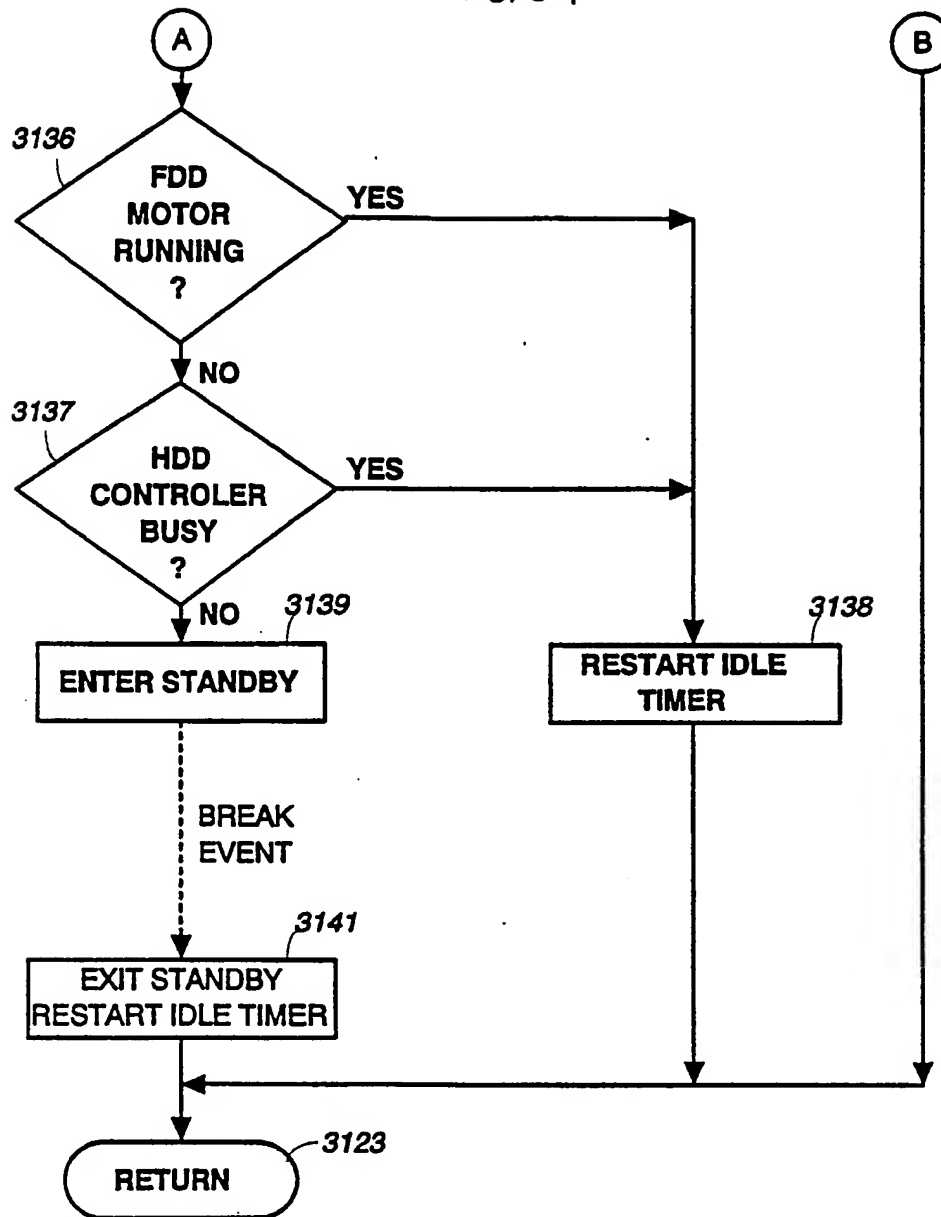 A
B
3136
FDD
MOTOR
RUNNING
?
YES
NO
3137
HDD
CONTROLER
BUSY
?
YES
NO
3139
ENTER STANDBY
3138
RESTART IDLE
TIMER
BREAK
EVENT
3141
EXIT STANDBY
RESTART IDLE TIMER
3123
RETURN